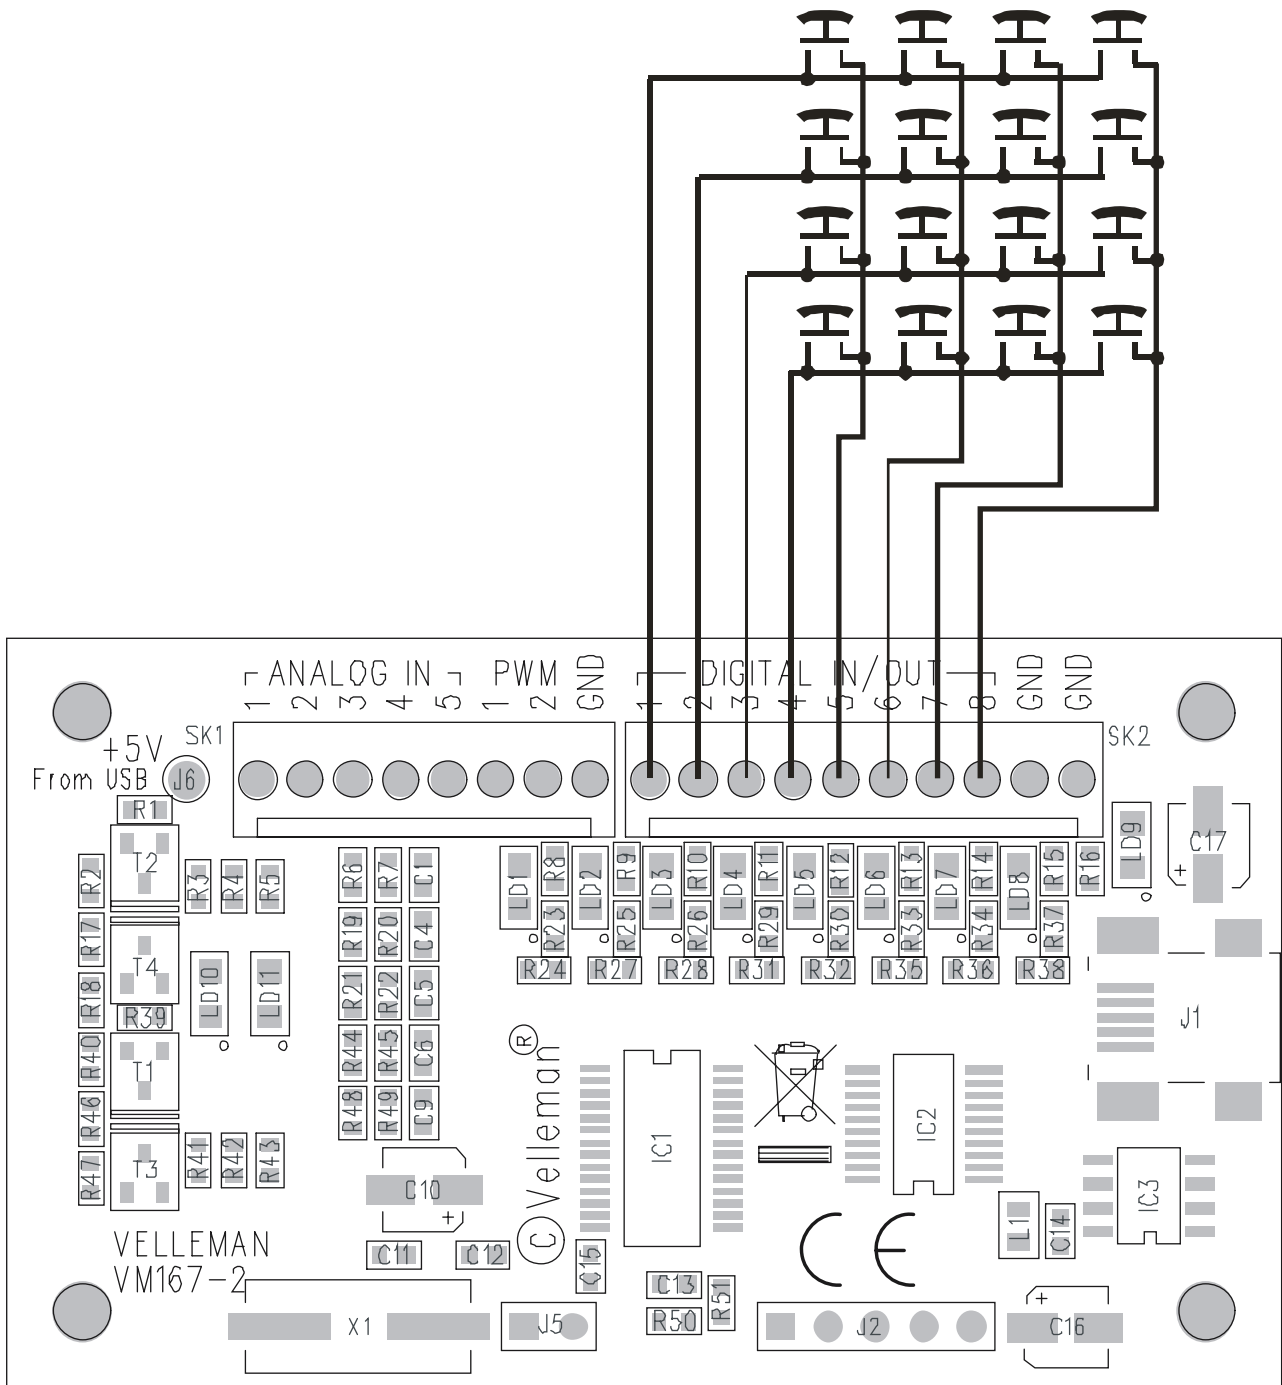 ANALOG IN PWM GND DIGITAL IN/OUT GND GND
1 2 3 4 5 1 2 1 2 3 4 5 6 7 8
SK1 SK2
+5V
From USB J6
R1
T2
R2 R3 R4 R5
R6 R7 C1
LD1 R8 LD2 R9 LD3 R10 LD4 R11 LD5 R12 LD6 R13 LD7 R14 LD8 R15 R16 LD9 C17 +
R17 R19 R20 C4
R23 R25 R26 R29 R30 R33 R34 R37
T4
R24 R27 R28 R31 R32 R35 R36 R38
R18 LD10 LD11 R21 R22 C5
R39 J1
R40 T1 R44 R45 C6
R46 R48 R49 C9
® © Velleman
IC1 IC2
R47 T3 R41 R42 R43
C10 + IC3
L1 C14
VELLEMAN
VM167-2
C11 C12 C15 CE
C13 R51
X1 J5 R50 J2 + C16